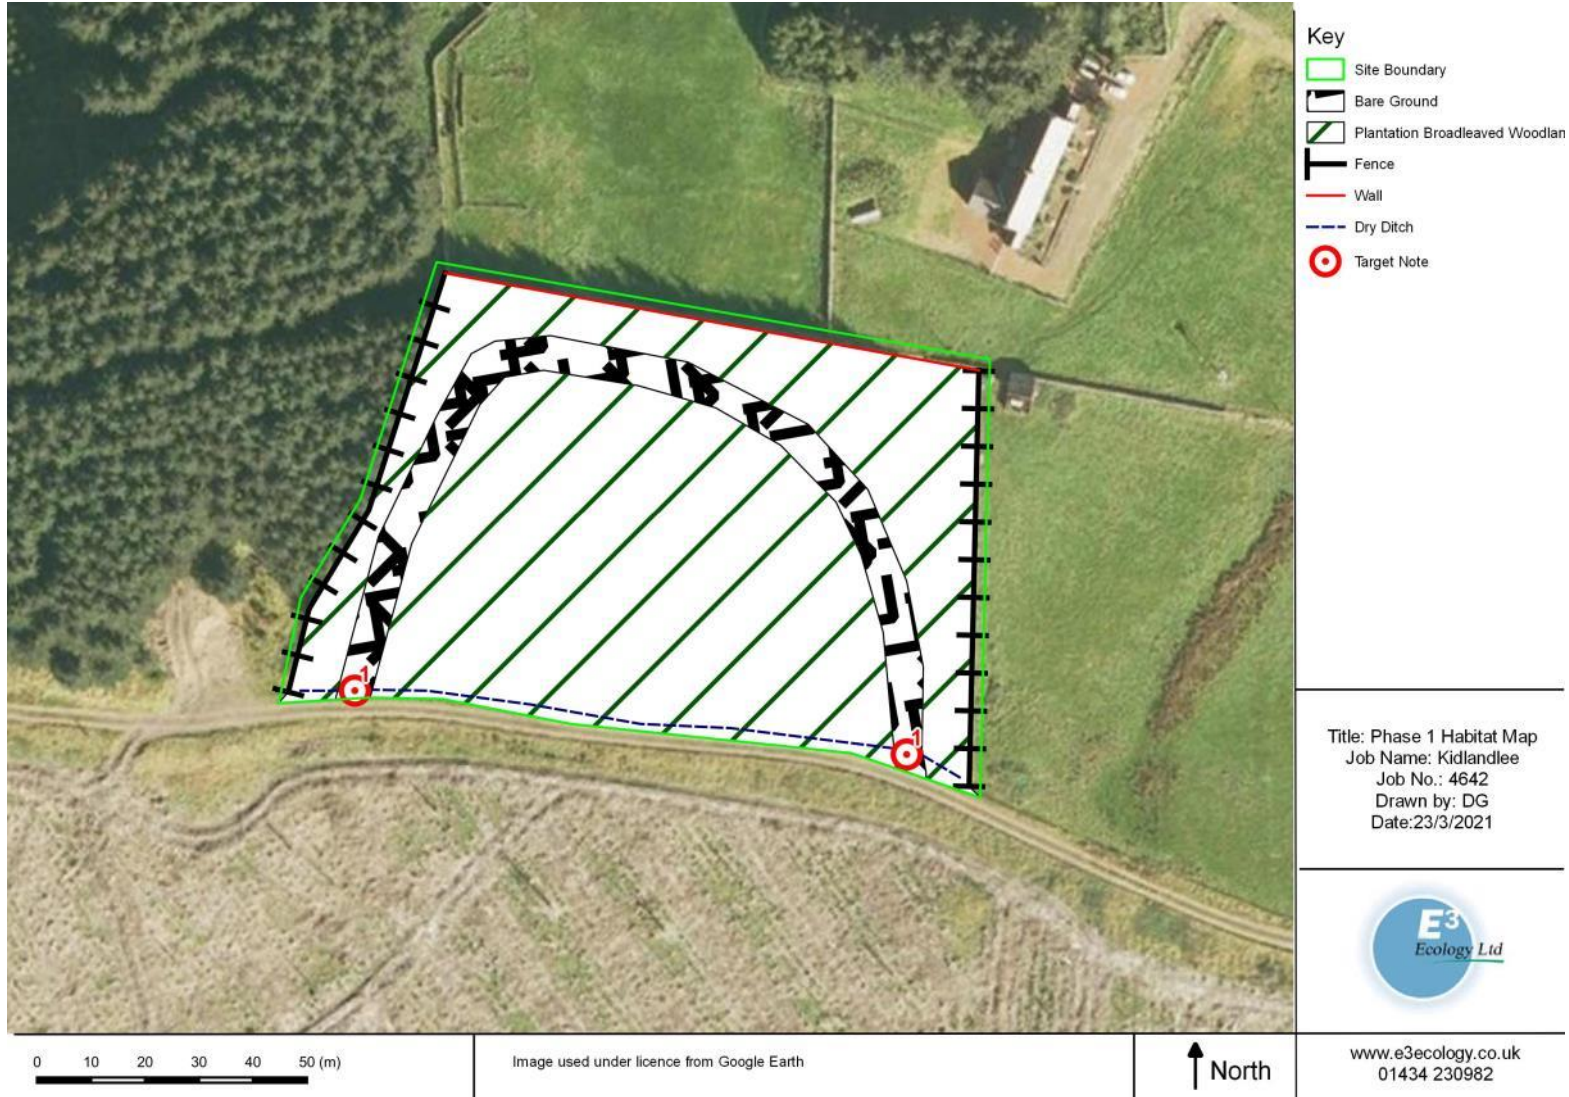 Key
Site Boundary
Bare Ground
Plantation Broadleaved Woodlan
Fence
Wall
Dry Ditch
Target Note
1
1
Title: Phase 1 Habitat Map
Job Name: Kidlandlee
Job No.: 4642
Drawn by: DG
Date:23/3/2021
E3
Ecology Ltd
0 10 20 30 40 50 (m)
Image used under licence from Google Earth
North
www.e3ecology.co.uk
01434 230982